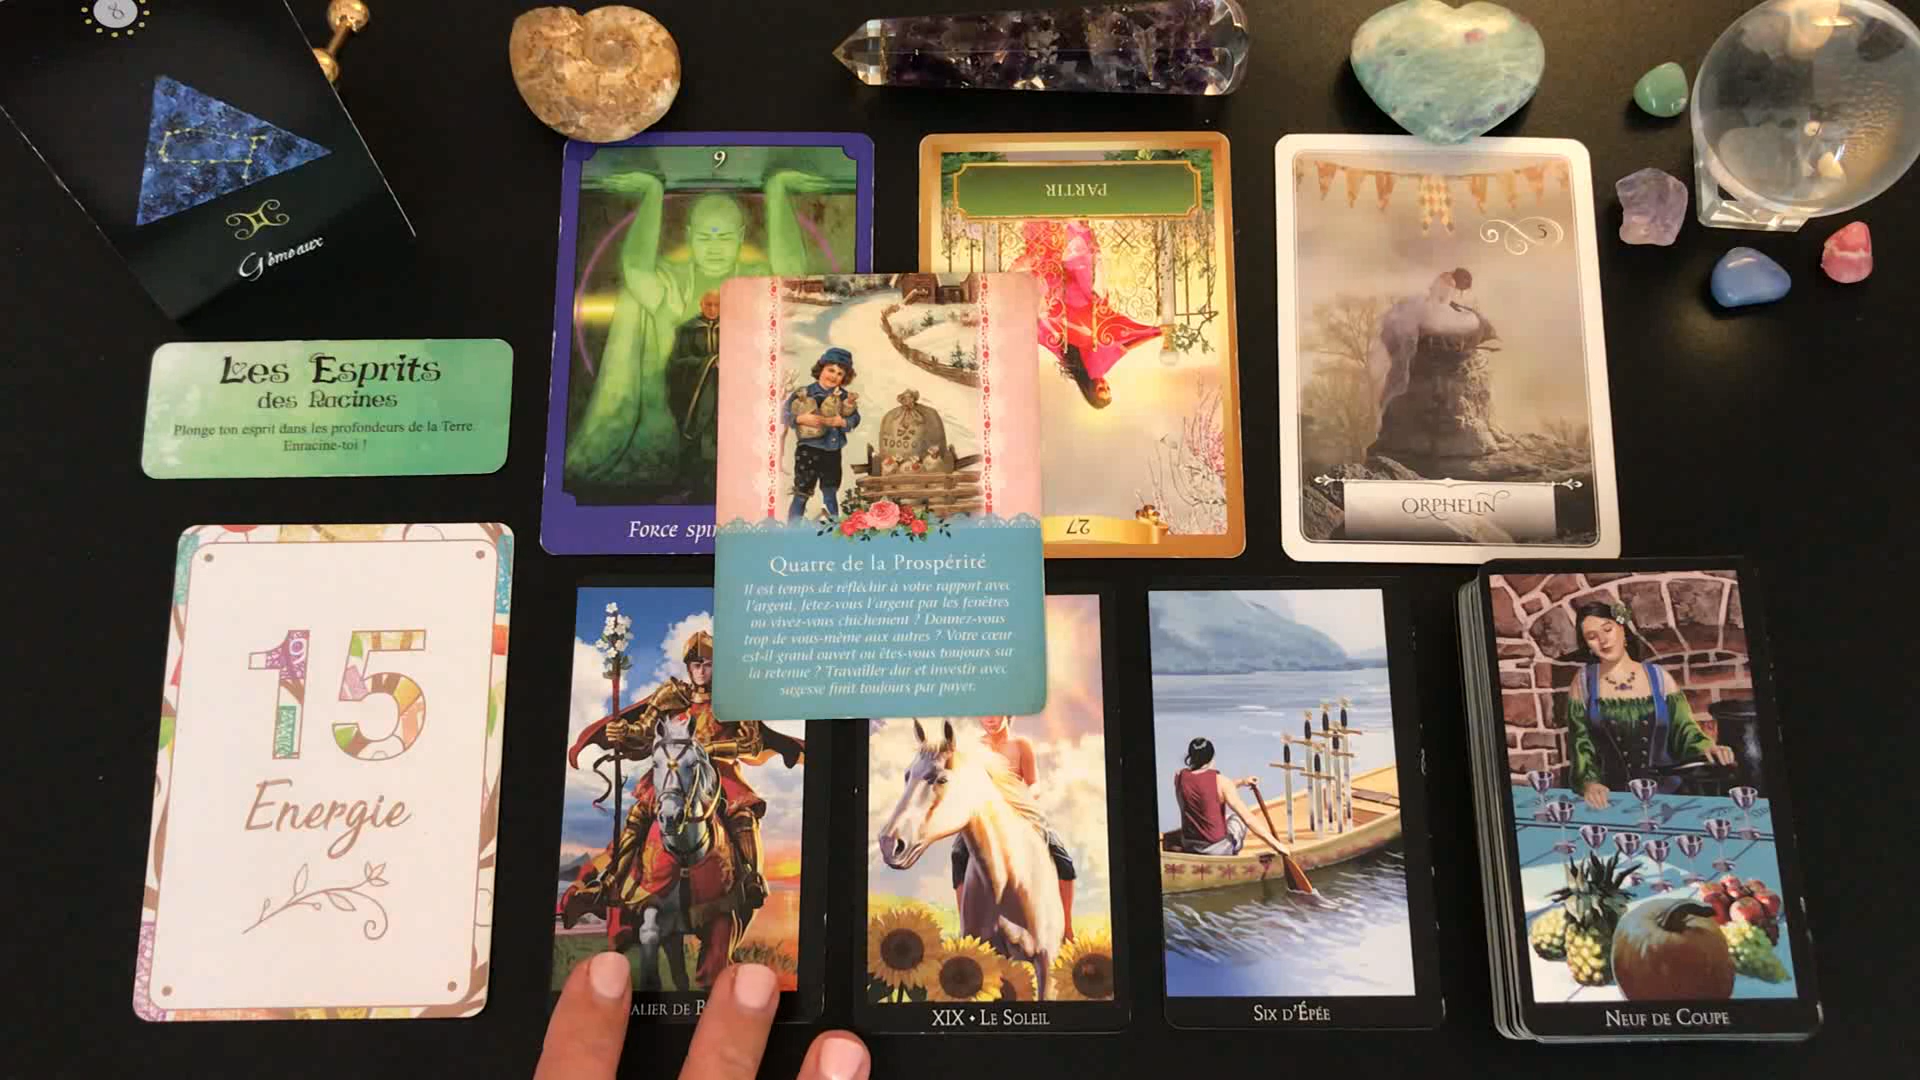 8
Gémeaux
Les Esprits
des Racines
Plonge ton esprit dans les profondeurs de la Terre.
Enracine-toi !
15
Energie
9
PARTIR
27
5
ORPHELIN
Quatre de la Prospérité
Il est temps de réfléchir à votre rapport avec
l'argent. Jetez-vous l'argent par les fenêtres
ou vivez-vous chichement ? Donnez-vous
trop de vous-même aux autres ? Votre cœur
est-il grand ouvert ou êtes-vous toujours sur
la retenue ? Travailler dur et investir avec
sagesse finit toujours par payer.
Force
XIX • Le Soleil
Six d'Épée
Neuf de Coupe